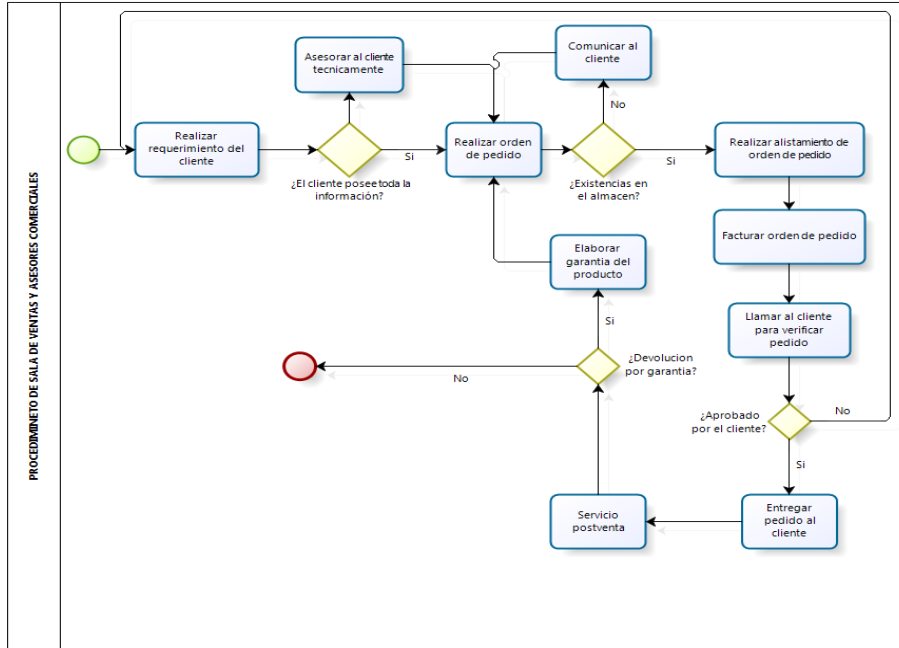 PROCEDIMINETO DE SALA DE VENTAS Y ASESORES COMERCIALES
Asesorar al cliente
tecnicamente
Comunicar al
cliente
No
Realizar
requerimiento del
cliente
Si
Realizar orden
de pedido
Si
Realizar alistamiento de
orden de pedido
¿El cliente posee toda la
información?
¿Existencias en
el almacen?
Elaborar
garantia del
producto
Facturar orden de pedido
Si
Llamar al cliente
para verificar
pedido
¿Devolucion
por garantia?
No
¿Aprobado
por el cliente?
No
Si
Servicio
postventa
Entregar
pedido al
cliente